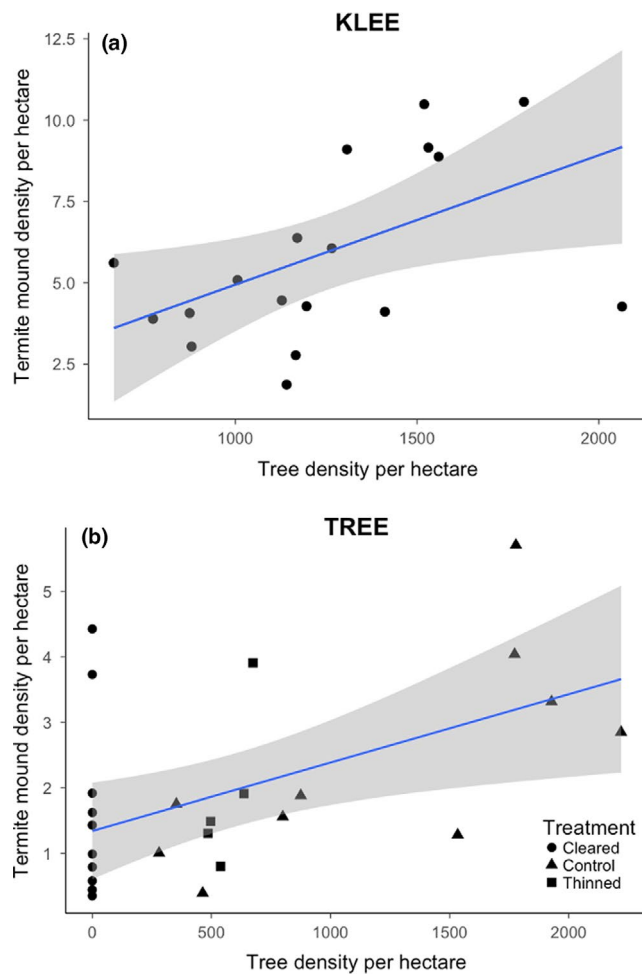 KLEE
(a)
12.5
10.0
7.5
5.0
2.5
Termite mound density per hectare
1000 1500 2000
Tree density per hectare
TREE
(b)
5
4
3
2
1
Termite mound density per hectare
Treatment
Cleared
Control
Thinned
0 500 1000 1500 2000
Tree density per hectare